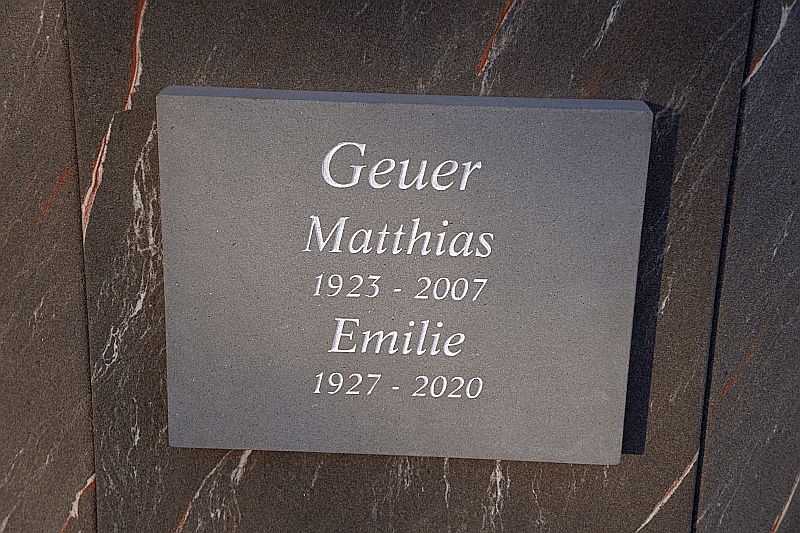 Geuer
Matthias
1923 - 2007
Emilie
1927 - 2020